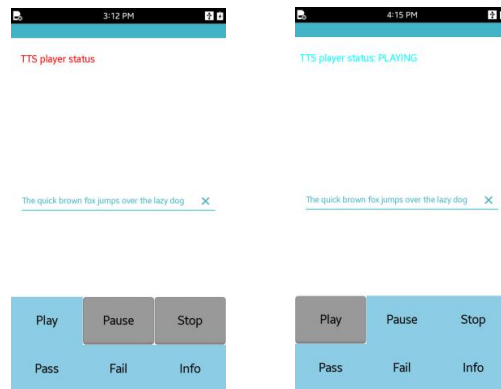 3:12 PM
TTS player status
The quick brown fox jumps over the lazy dog
Play Pause Stop
Pass Fail Info
4:15 PM
TTS player status: PLAYING
The quick brown fox jumps over the lazy dog
Play Pause Stop
Pass Fail Info